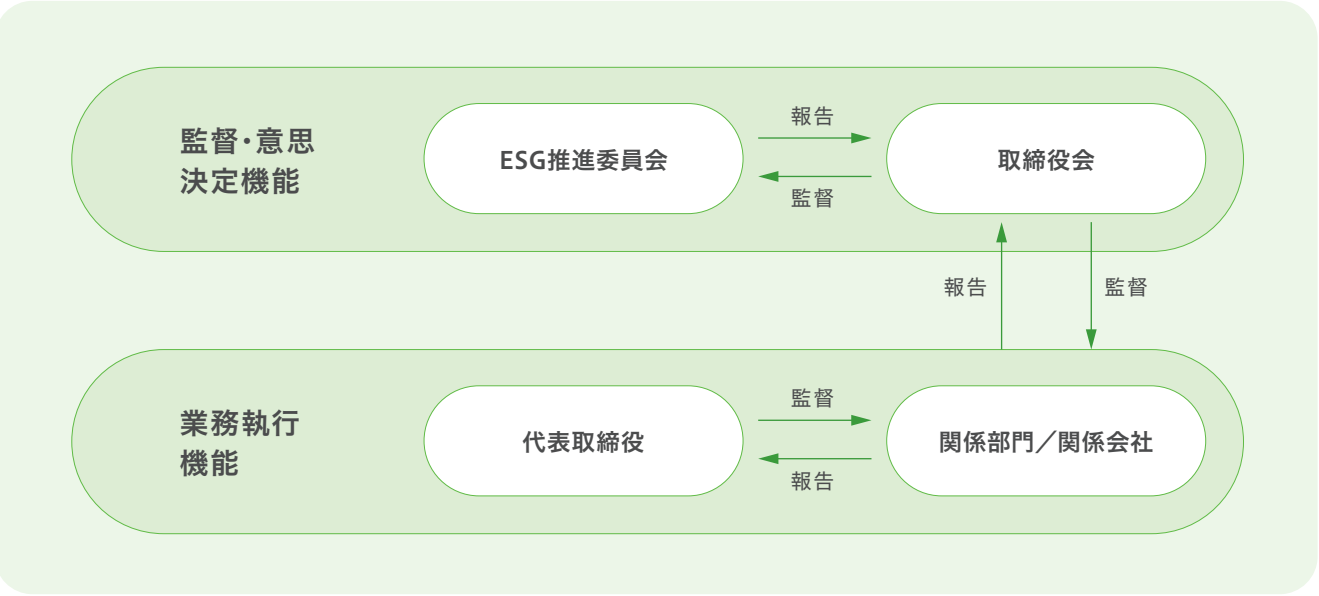 監督・意思
決定機能
ESG推進委員会
報告
監督
取締役会
報告
監督
業務執行
機能
代表取締役
監督
報告
関係部門／関係会社